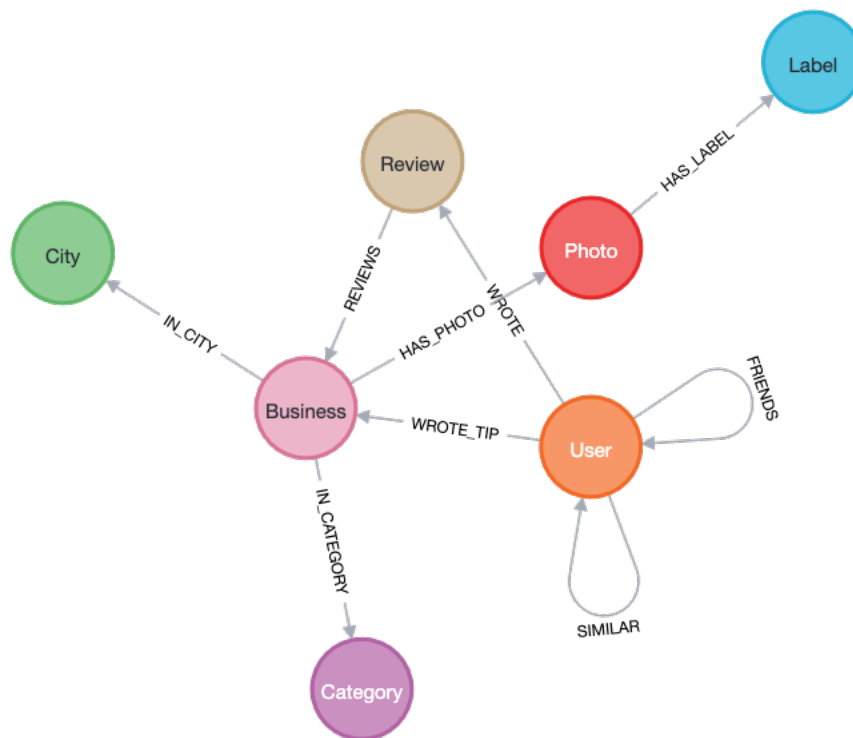 Label
HAS_LABEL
Review
Photo
City
REVIEWS
WROTE
IN_CITY
HAS_PHOTO
FRIENDS
Business
WROTE_TIP
User
IN_CATEGORY
SIMILAR
Category